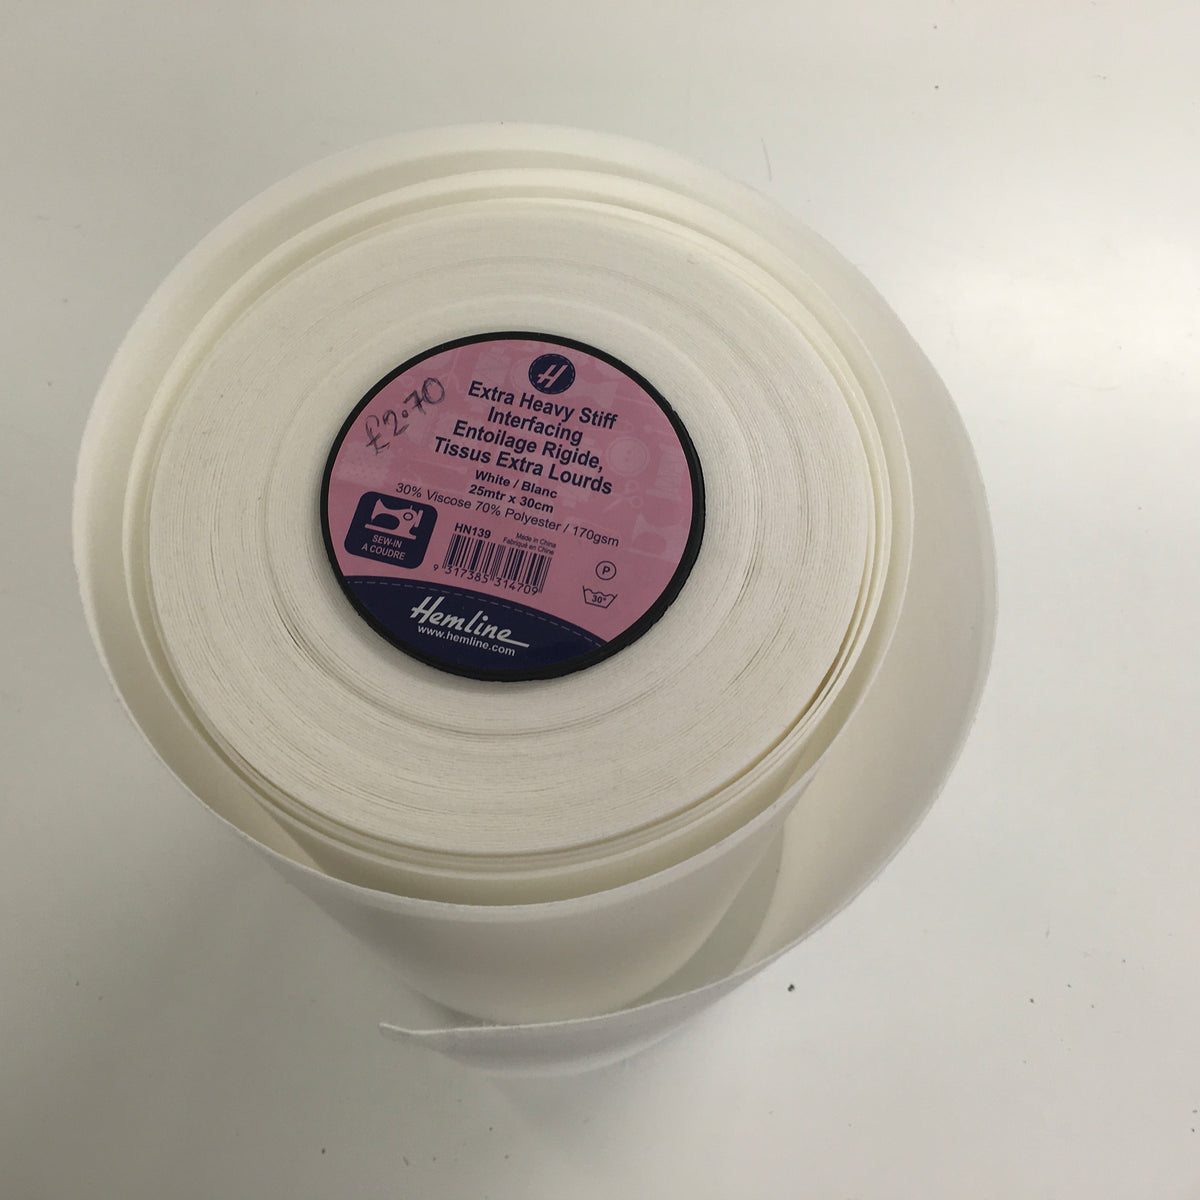 £2.70
H
Extra Heavy Stiff
Interfacing
Entoilage Rigide,
Tissus Extra Lourds
White / Blanc
25mtr x 30cm
30% Viscose 70% Polyester / 170gsm
SEW-IN
A COUDRE
HN139
Made in China
Fabriqué en Chine
9 317385 314709
P
30°
Hemline
www.hemline.com